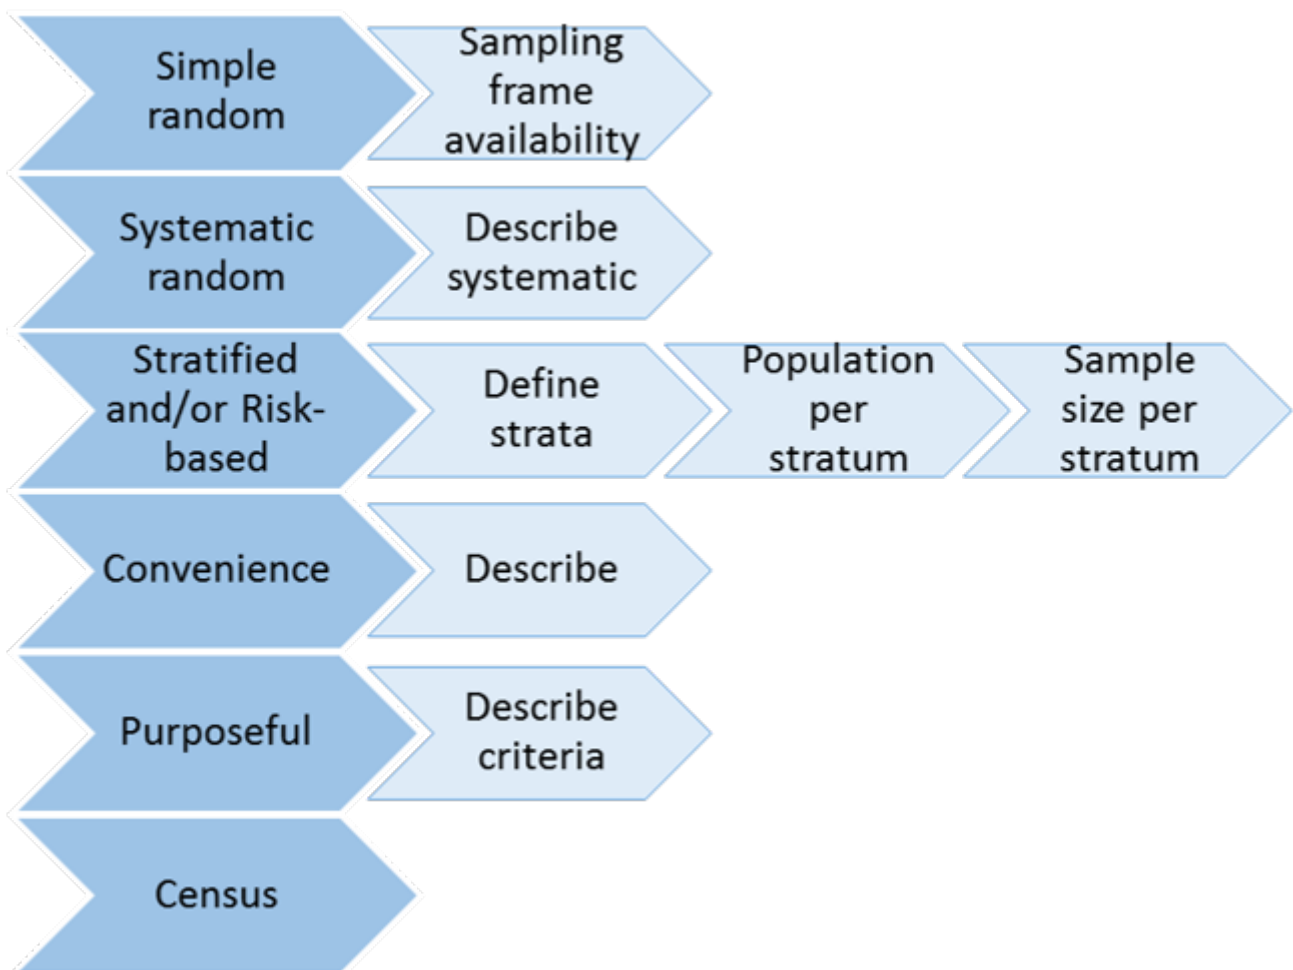 Simple
random
Sampling
frame
availability
Systematic
random
Describe
systematic
Stratified
and/or Risk-
based
Define
strata
Population
per
stratum
Sample
size per
stratum
Convenience
Describe
Purposeful
Describe
criteria
Census